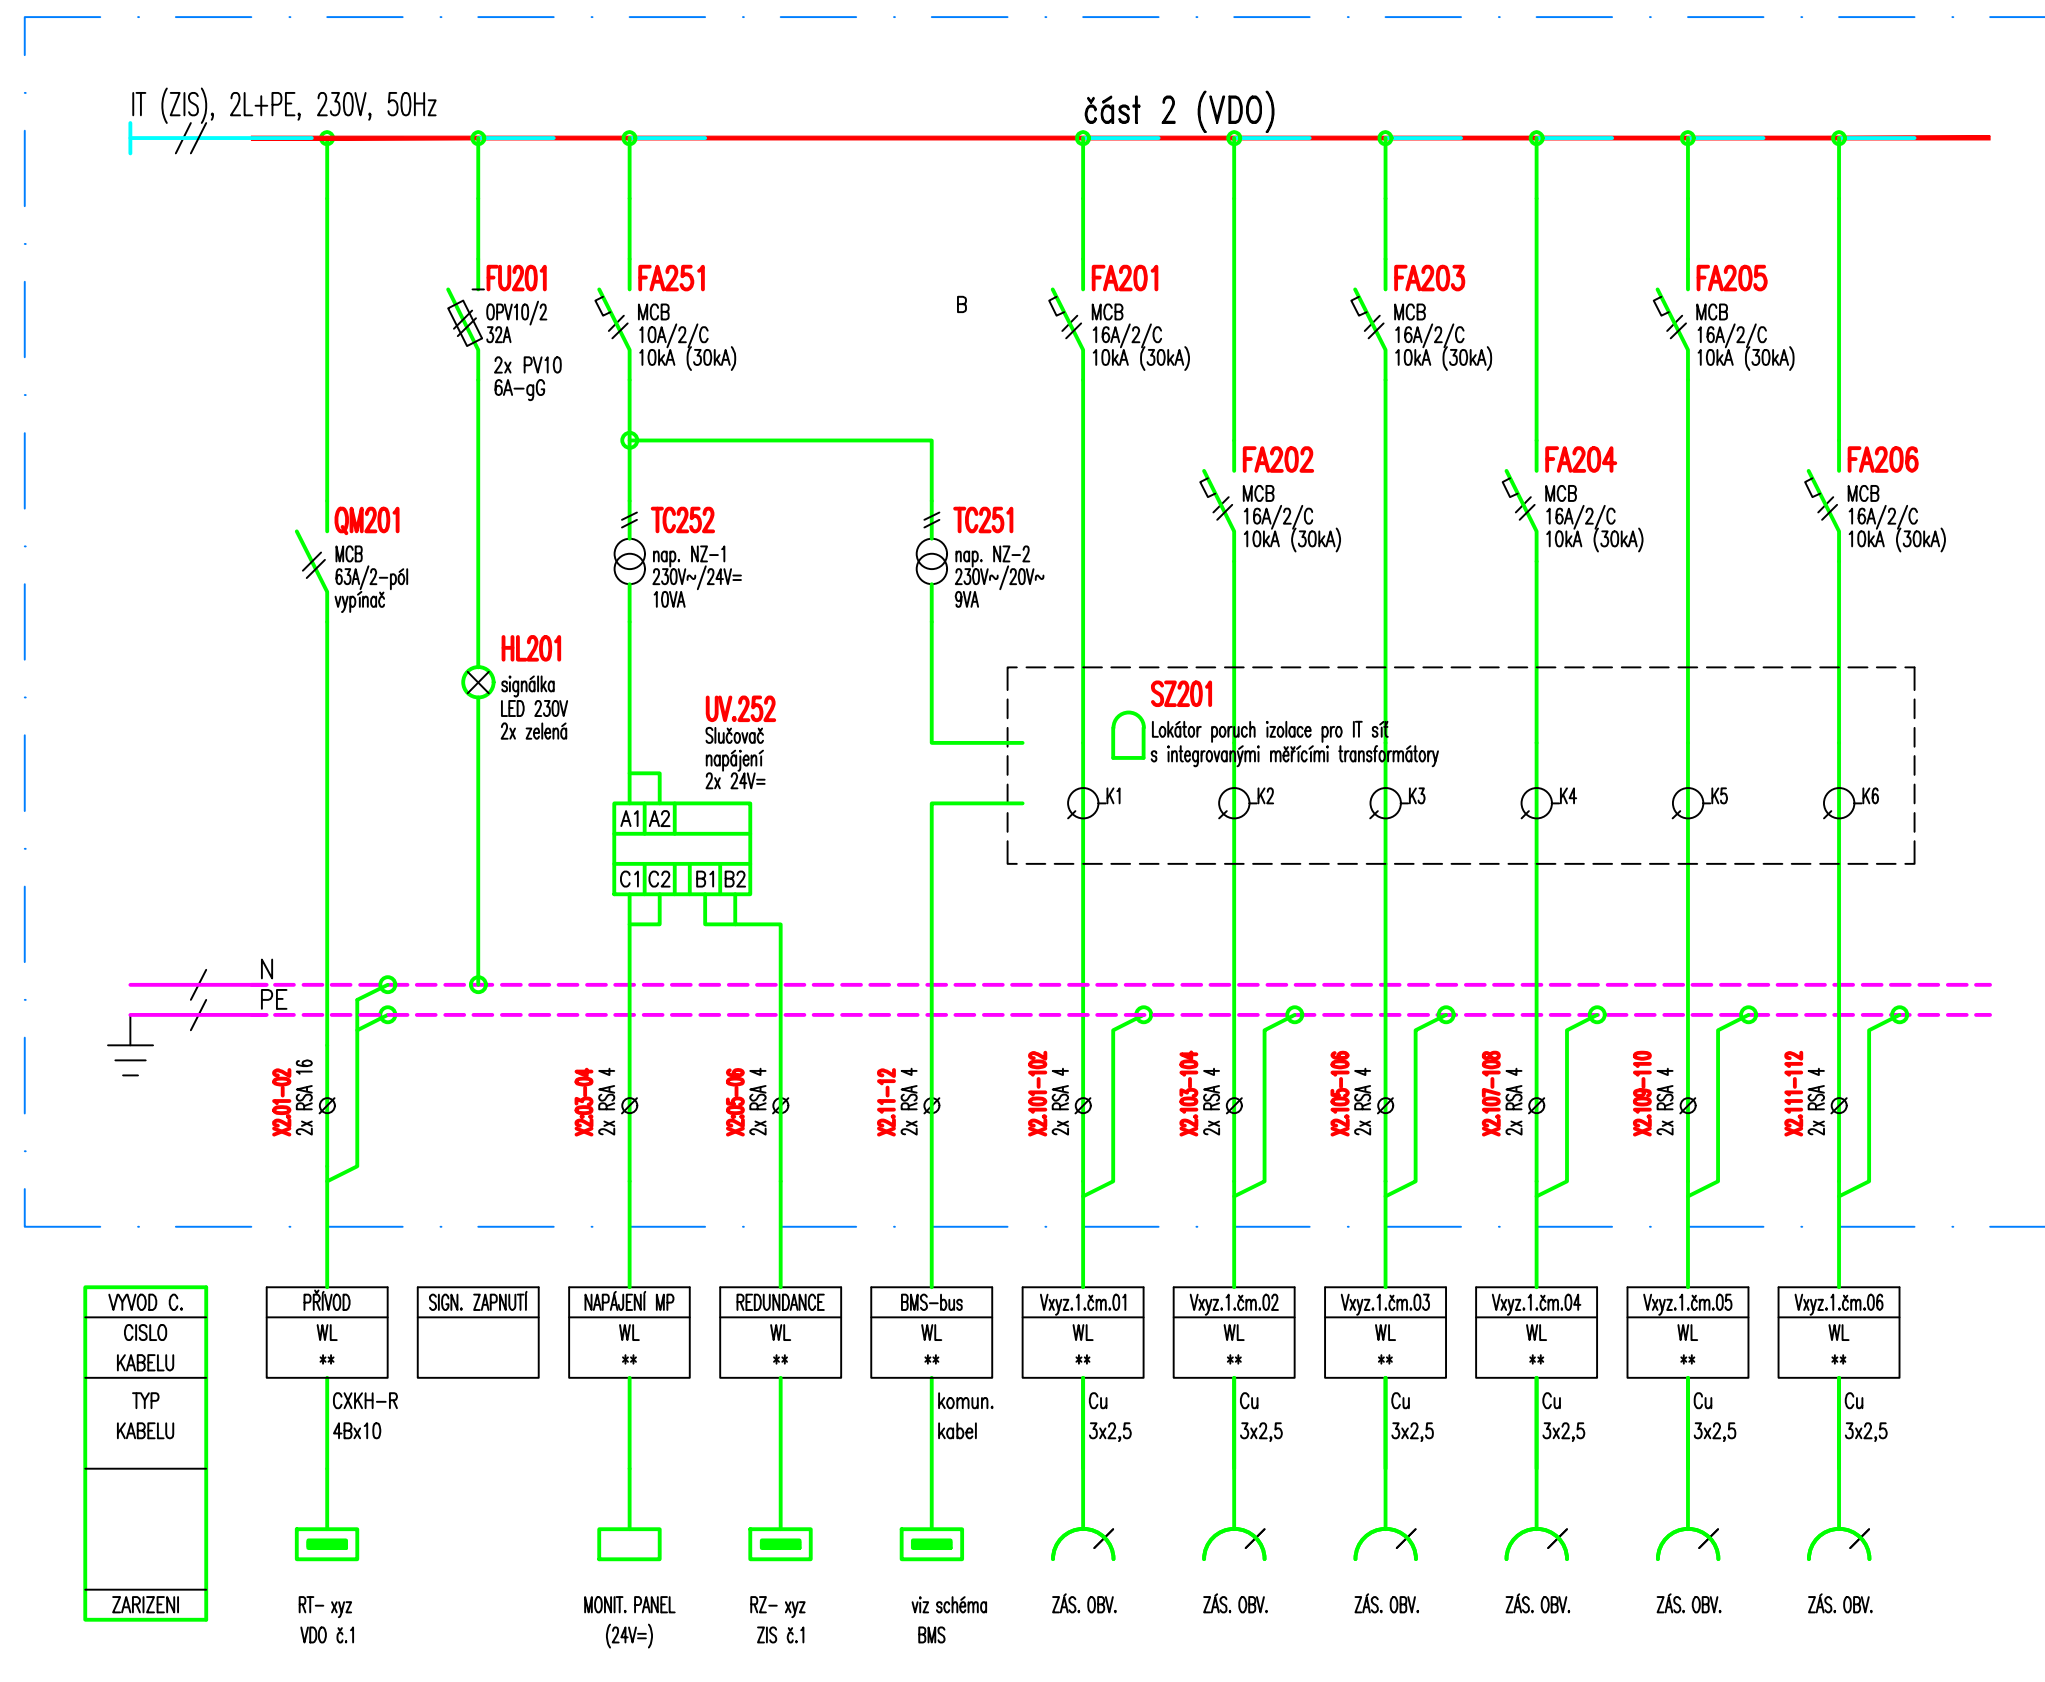 IT (ZIS), 2L+PE, 230V, 50Hz
část 2 (VDO)
FU201
OPV10/2
32A
2x PV10
6A-gG
FA251
MCB
10A/2/C
10kA (30kA)
B
FA201
MCB
16A/2/C
10kA (30kA)
FA203
MCB
16A/2/C
10kA (30kA)
FA205
MCB
16A/2/C
10kA (30kA)
FA202
MCB
16A/2/C
10kA (30kA)
FA204
MCB
16A/2/C
10kA (30kA)
FA206
MCB
16A/2/C
10kA (30kA)
QM201
MCB
63A/2-pól
vypínač
TC252
nap. NZ-1
230V~/24V=
10VA
TC251
nap. NZ-2
230V~/20V~
9VA
HL201
signálka
LED 230V
2x zelená
UV.252
Slučovač
napájení
2x 24V=
SZ201
Lokátor poruch izolace pro IT síť
s integrovanými měřícími transformátory
K1
K2
K3
K4
K5
K6
A1 A2
C1 C2 B1 B2
N
PE
X2.01-02
2x RSA 16
X2:03-04
2x RSA 4
X2:05-06
2x RSA 4
X2.11-12
2x RSA 4
X2.101-102
2x RSA 4
X2.103-104
2x RSA 4
X2.105-106
2x RSA 4
X2.107-108
2x RSA 4
X2.109-110
2x RSA 4
X2.111-112
2x RSA 4
VYVOD C. PŘÍVOD SIGN. ZAPNUTÍ NAPÁJENÍ MP REDUNDANCE BMS-bus Vxyz.1.čm.01 Vxyz.1.čm.02 Vxyz.1.čm.03 Vxyz.1.čm.04 Vxyz.1.čm.05 Vxyz.1.čm.06
CISLO WL WL WL WL WL WL WL WL WL WL
KABELU ** ** ** ** ** ** ** ** ** **
TYP CXKH-R komun. Cu Cu Cu Cu Cu Cu
KABELU 4Bx10 kabel 3x2,5 3x2,5 3x2,5 3x2,5 3x2,5 3x2,5
ZARIZENI RT- xyz MONIT. PANEL RZ- xyz viz schéma ZÁS. OBV. ZÁS. OBV. ZÁS. OBV. ZÁS. OBV. ZÁS. OBV. ZÁS. OBV.
VDO č.1 (24V=) ZIS č.1 BMS